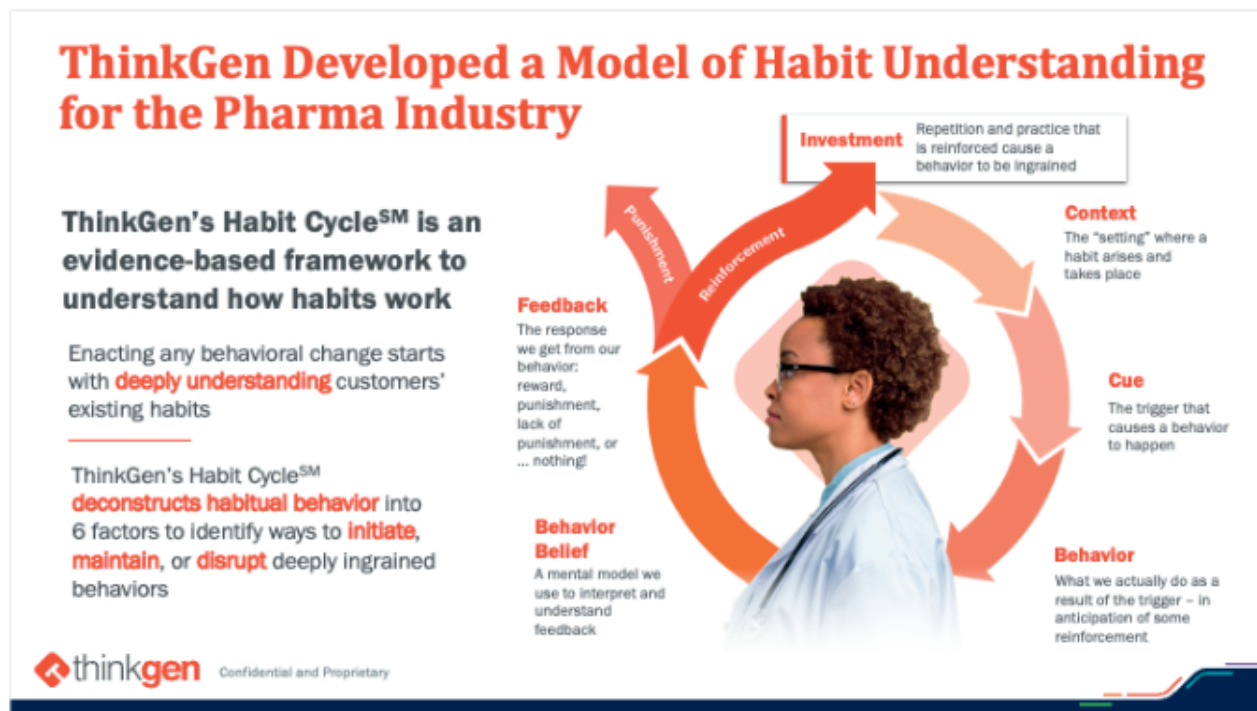 ThinkGen Developed a Model of Habit Understanding
for the Pharma Industry
ThinkGen's Habit Cycle℠ is an
evidence-based framework to
understand how habits work
Enacting any behavioral change starts
with deeply understanding customers'
existing habits
ThinkGen's Habit Cycle℠
deconstructs habitual behavior into
6 factors to identify ways to initiate,
maintain, or disrupt deeply ingrained
behaviors
Investment
Repetition and practice that
is reinforced cause a
behavior to be ingrained
Context
The “setting” where a
habit arises and
takes place
Cue
The trigger that
causes a behavior
to happen
Behavior
What we actually do as a
result of the trigger – in
anticipation of some
reinforcement
Behavior
Belief
A mental model we
use to interpret and
understand
feedback
Feedback
The response
we get from our
behavior:
reward,
punishment,
lack of
punishment, or
... nothing!
Punishment
Reinforcement
thinkgen
Confidential and Proprietary